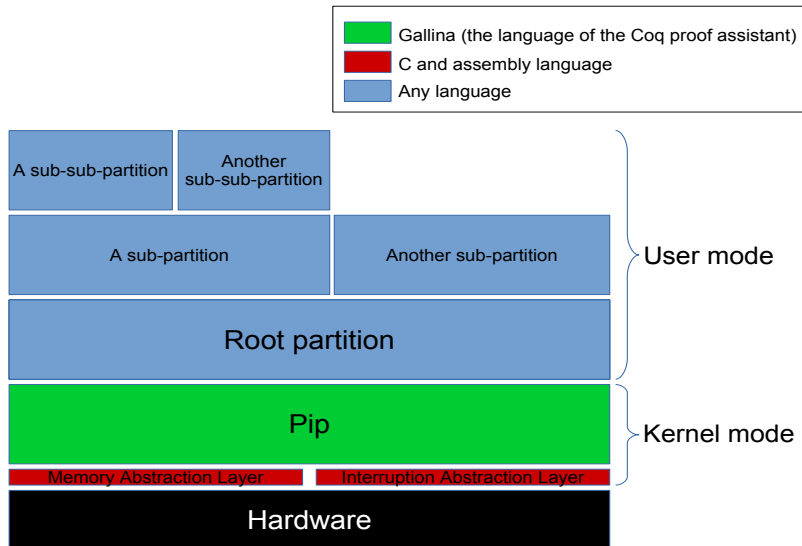 Gallina (the language of the Coq proof assistant)
C and assembly language
Any language
A sub-sub-partition
Another
sub-sub-partition
A sub-partition
Another sub-partition
User mode
Root partition
Pip
Kernel mode
Memory Abstraction Layer
Interruption Abstraction Layer
Hardware